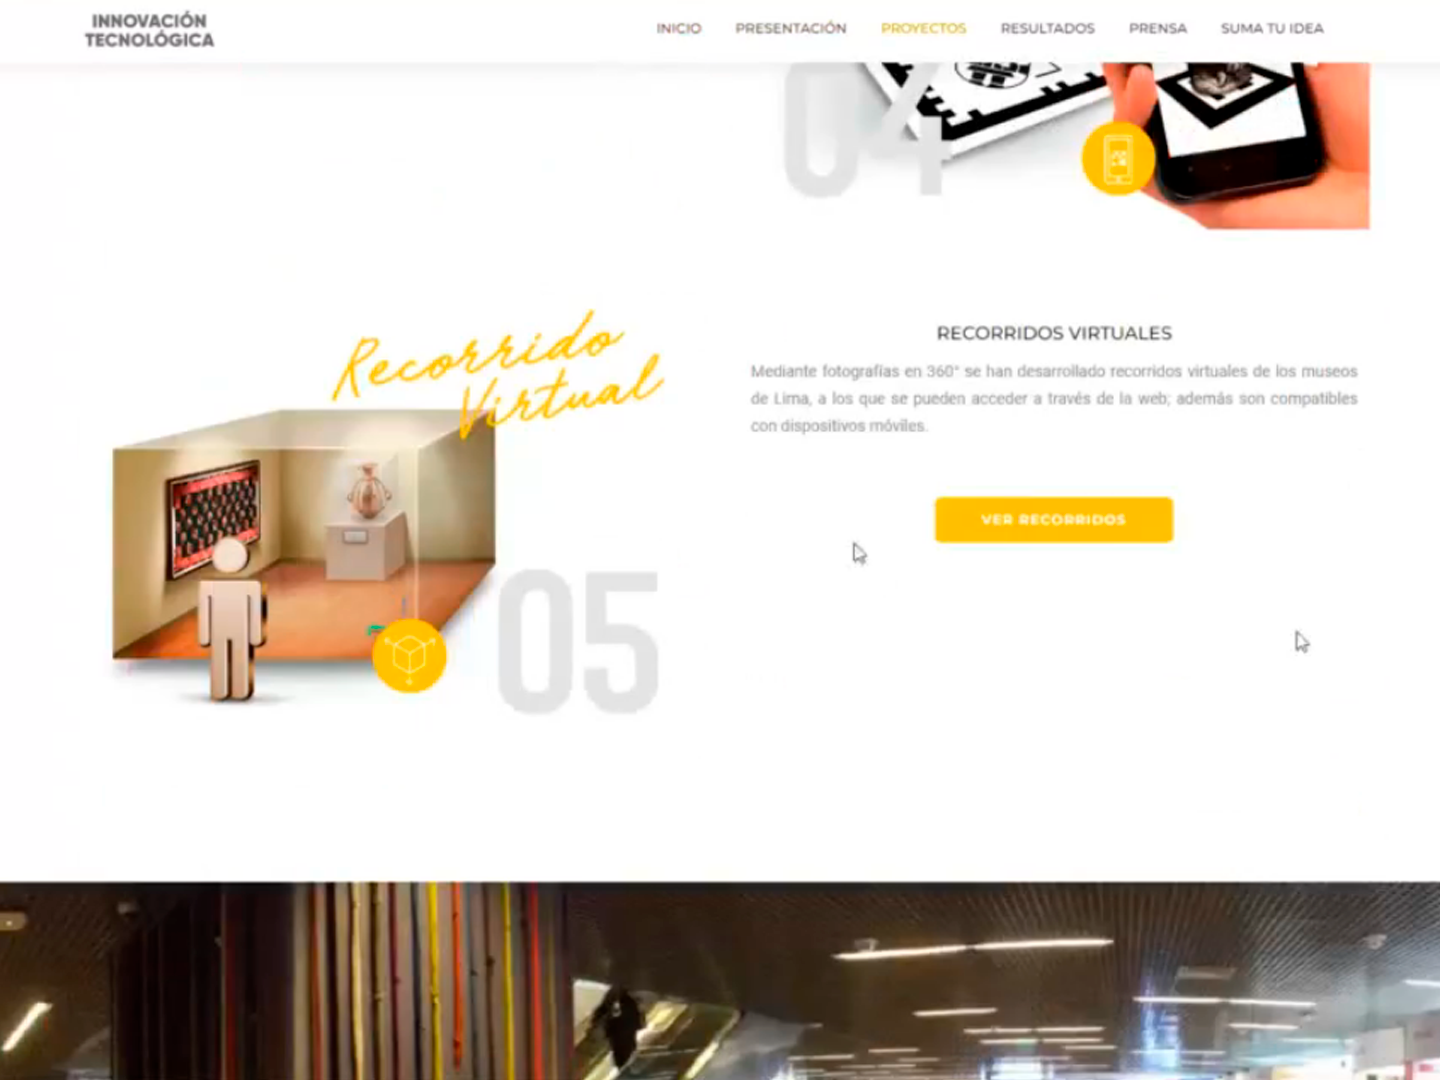 INNOVACIÓN
TECNOLÓGICA
INICIO PRESENTACIÓN PROYECTOS RESULTADOS PRENSA SUMA TU IDEA
04
Recorrido
Virtual
RECORRIDOS VIRTUALES
Mediante fotografías en 360° se han desarrollado recorridos virtuales de los museos
de Lima, a los que se pueden acceder a través de la web; además son compatibles
con dispositivos móviles.
VER RECORRIDOS
05